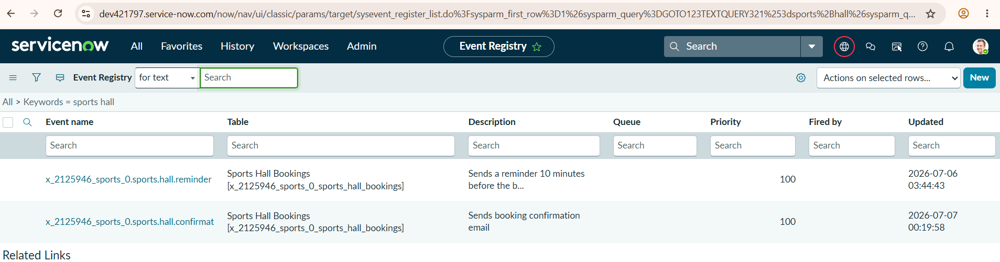 dev421797.service-now.com/now/nav/ui/classic/params/target/sysevent_register_list.do%3Fsysparm_first_row%3D1%26sysparm_query%3DGOTO123TEXTQUERY321%253dsports%2Bhall%26sysparm_q...
servicenow All Favorites History Workspaces Admin Event Registry Search
Event Registry for text Search Actions on selected rows... New
All > Keywords = sports hall
Event name Table Description Queue Priority Fired by Updated
Search Search Search Search Search Search Search
Sports Hall Bookings Sends a reminder 10 minutes 2026-07-06
x_2125946_sports_0.sports.hall.reminder 100
[x_2125946_sports_0_sports_hall_bookings] before the b... 03:44:43
Sports Hall Bookings Sends booking confirmation 2026-07-07
x_2125946_sports_0.sports.hall.confirmat 100
[x_2125946_sports_0_sports_hall_bookings] email 00:19:58
Related Links